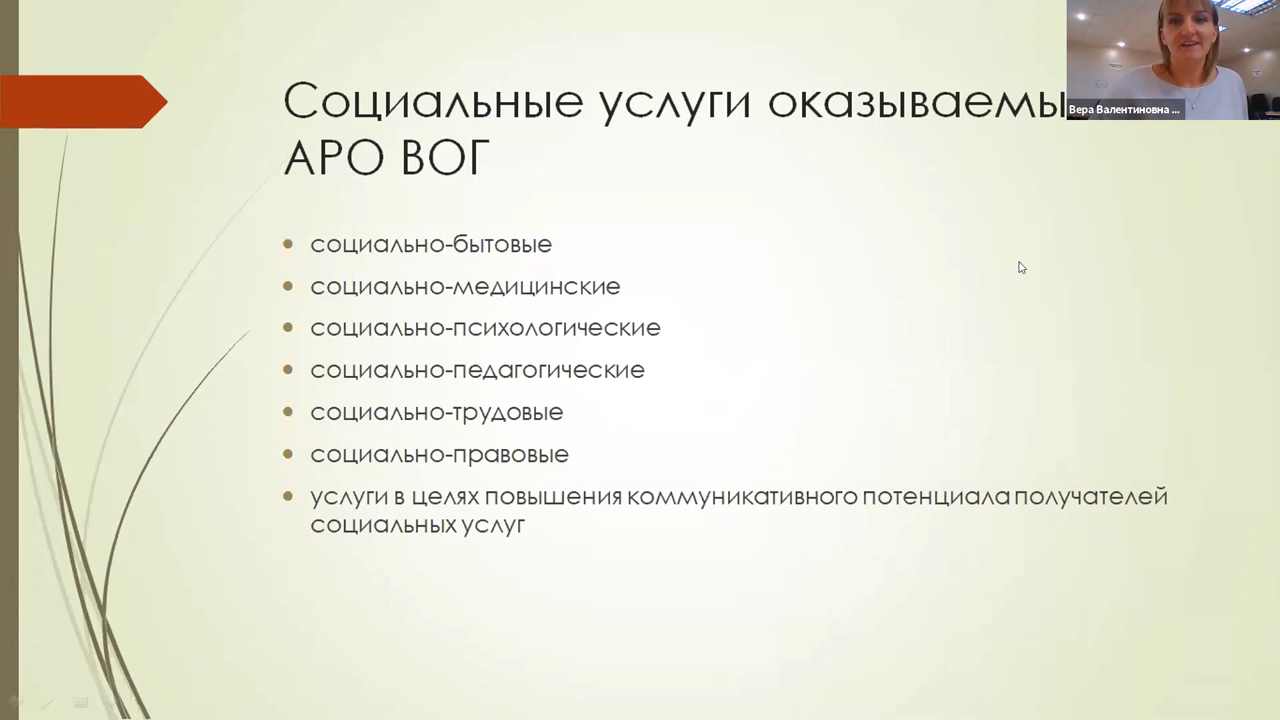 Социальные услуги оказываемы
АРО ВОГ
Вера Валентиновна ...
социально-бытовые
социально-медицинские
социально-психологические
социально-педагогические
социально-трудовые
социально-правовые
услуги в целях повышения коммуникативного потенциала получателей
социальных услуг